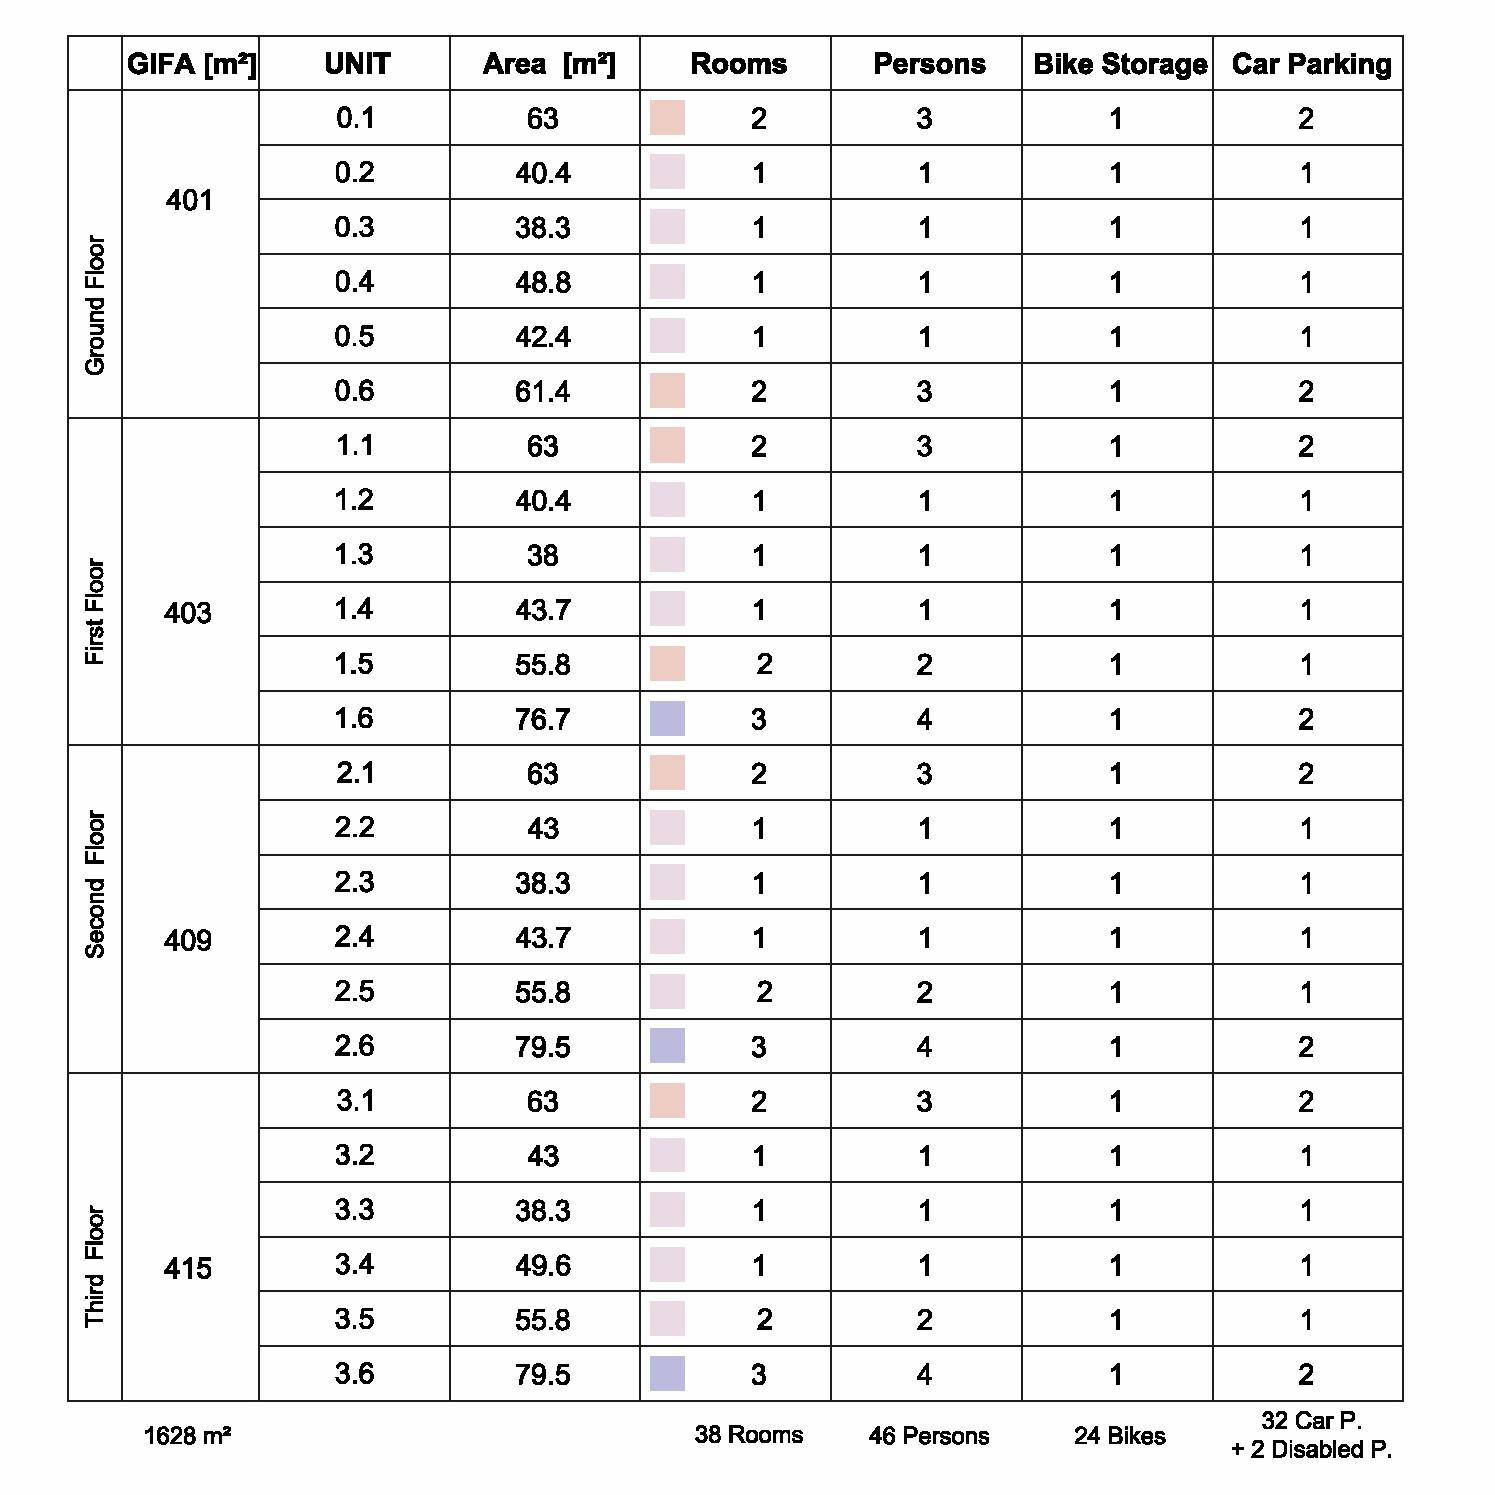 GIFA [m²] UNIT Area [m²] Rooms Persons Bike Storage Car Parking
Ground Floor
401
0.1 63 2 3 1 2
0.2 40.4 1 1 1 1
0.3 38.3 1 1 1 1
0.4 48.8 1 1 1 1
0.5 42.4 1 1 1 1
0.6 61.4 2 3 1 2
First Floor
403
1.1 63 2 3 1 2
1.2 40.4 1 1 1 1
1.3 38 1 1 1 1
1.4 43.7 1 1 1 1
1.5 55.8 2 2 1 1
1.6 76.7 3 4 1 2
Second Floor
409
2.1 63 2 3 1 2
2.2 43 1 1 1 1
2.3 38.3 1 1 1 1
2.4 43.7 1 1 1 1
2.5 55.8 2 2 1 1
2.6 79.5 3 4 1 2
Third Floor
415
3.1 63 2 3 1 2
3.2 43 1 1 1 1
3.3 38.3 1 1 1 1
3.4 49.6 1 1 1 1
3.5 55.8 2 2 1 1
3.6 79.5 3 4 1 2
1628 m² 38 Rooms 46 Persons 24 Bikes 32 Car P.
+ 2 Disabled P.